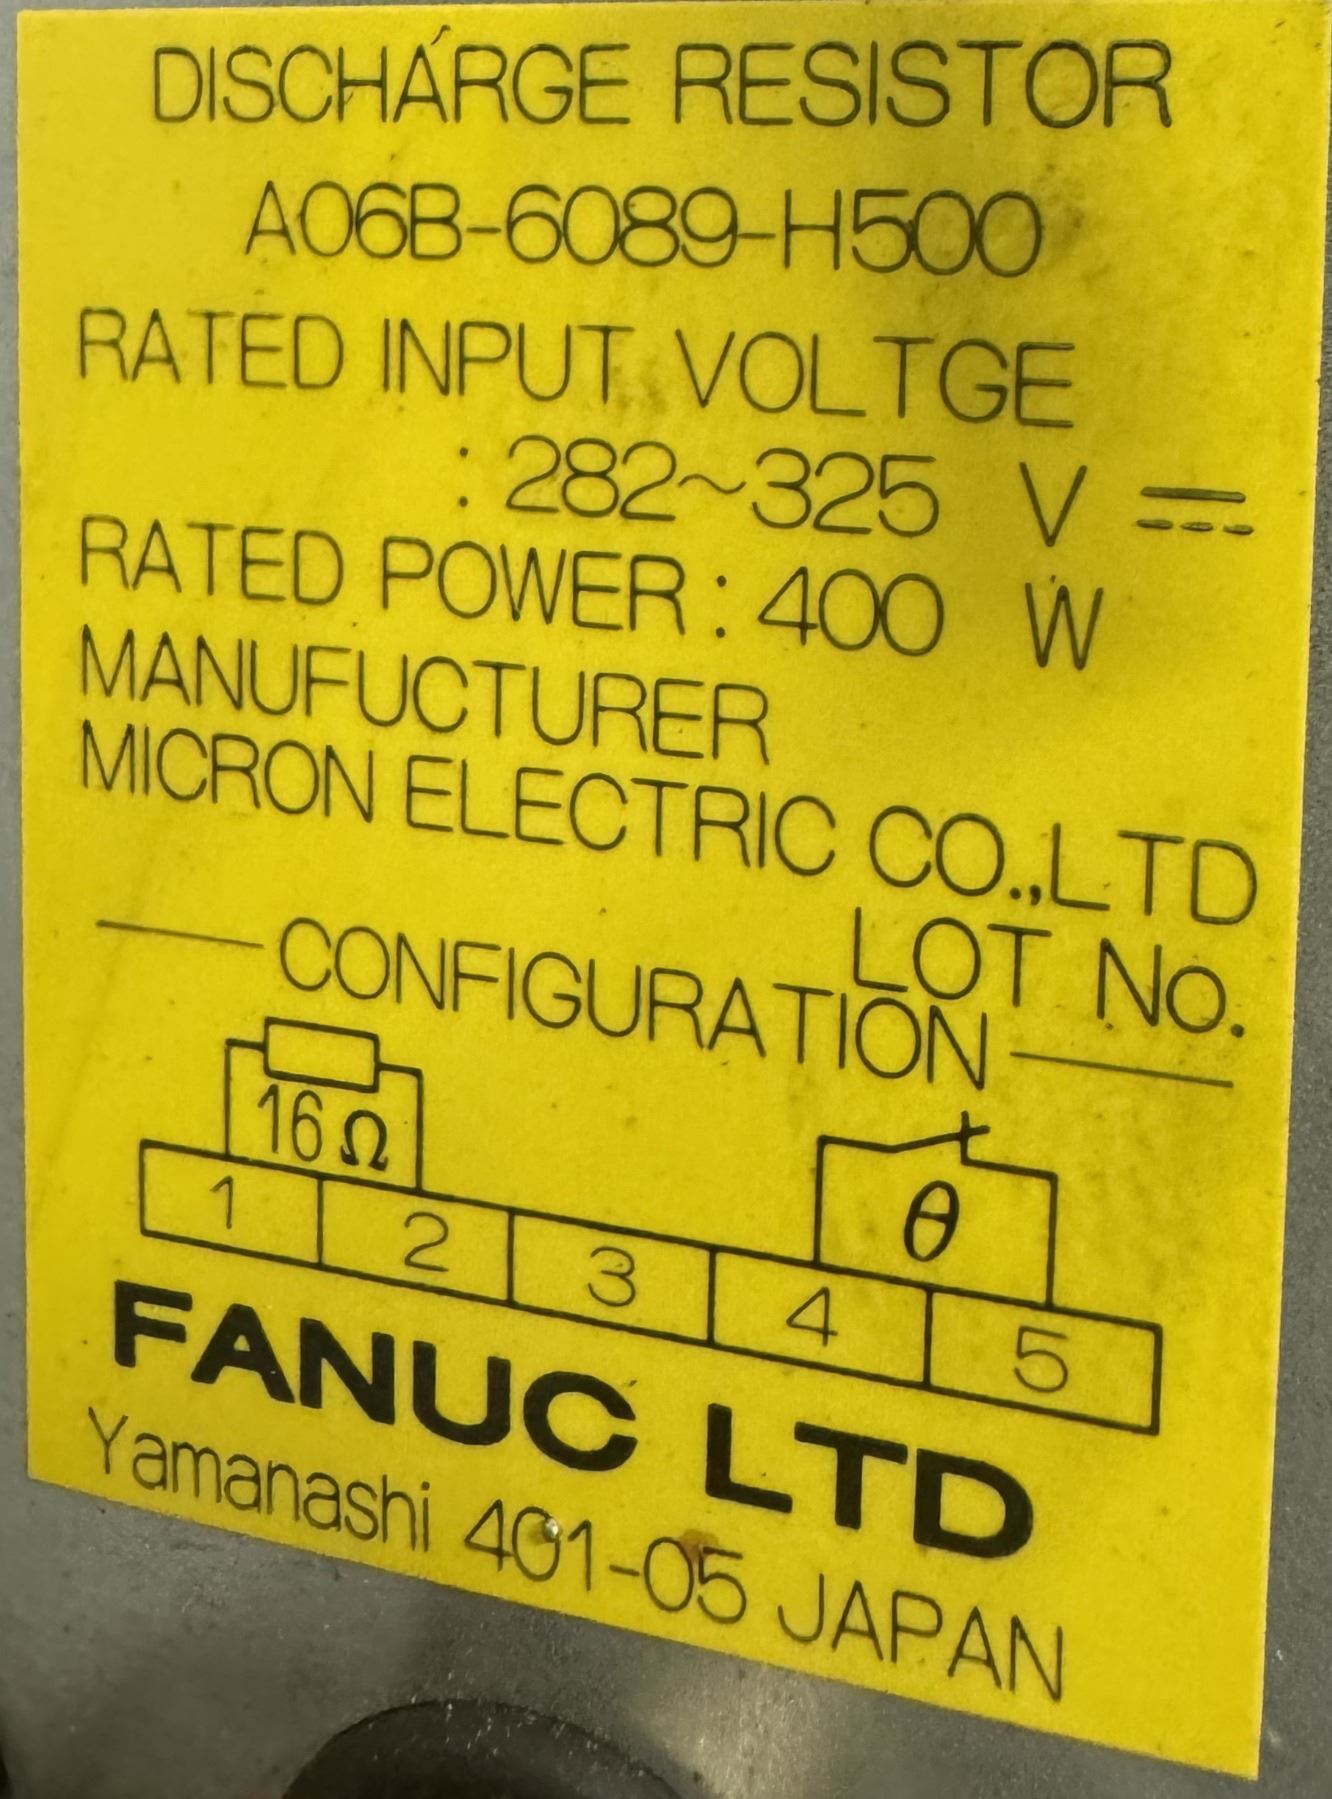 DISCHARGE RESISTOR
A06B-6089-H500
RATED INPUT VOLTGE
: 282~325 V ⎓
RATED POWER : 400 W
MANUFUCTURER
MICRON ELECTRIC CO.,LTD
LOT No.
CONFIGURATION
16Ω
θ
1 2 3 4 5
FANUC LTD
Yamanashi 401-05 JAPAN